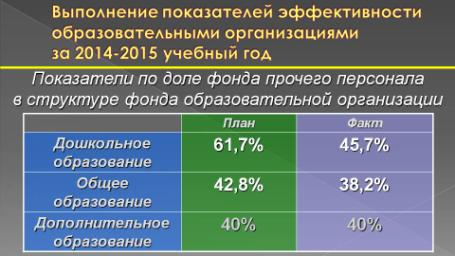 Выполнение показателей эффективности
образовательными организациями
за 2014-2015 учебный год
Показатели по доле фонда прочего персонала
в структуре фонда образовательной организации
План Факт
Дошкольное
образование 61,7% 45,7%
Общее
образование 42,8% 38,2%
Дополнительное
образование 40% 40%